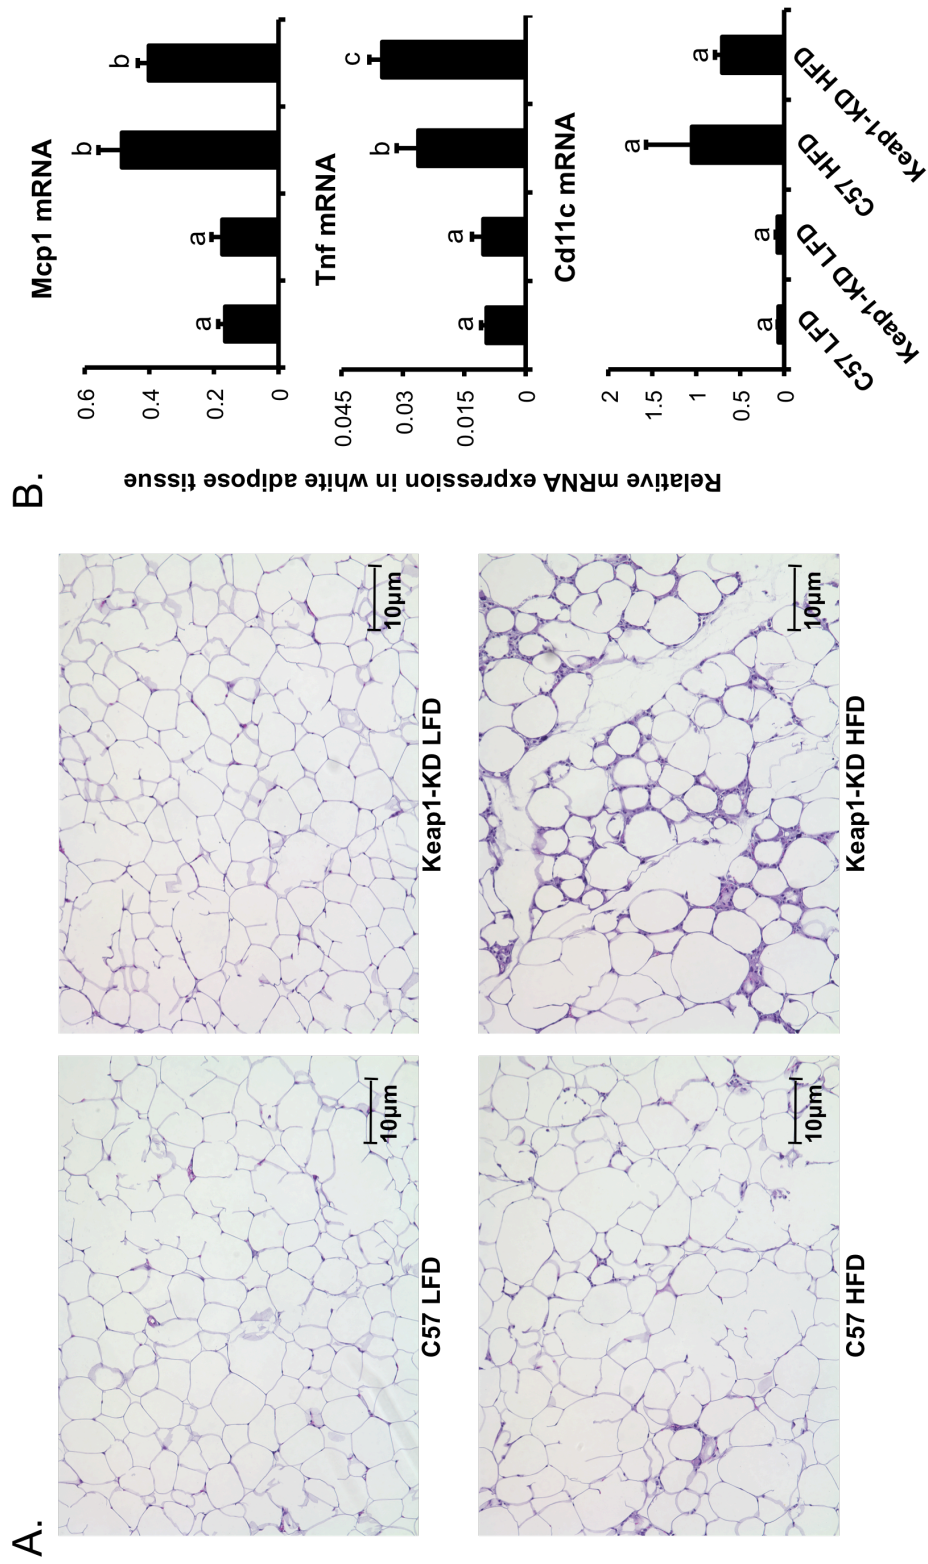 A.
C57 LFD
10µm
Keap1-KD LFD
10µm
C57 HFD
10µm
Keap1-KD HFD
10µm
B.
Relative mRNA expression in white adipose tissue
Mcp1 mRNA
0.6
0.4
0.2
0
a
a
b
b
Tnf mRNA
0.045
0.03
0.015
0
a
a
b
c
Cd11c mRNA
2
1.5
1
0.5
0
a
a
a
a
C57 LFD
Keap1-KD LFD
C57 HFD
Keap1-KD HFD